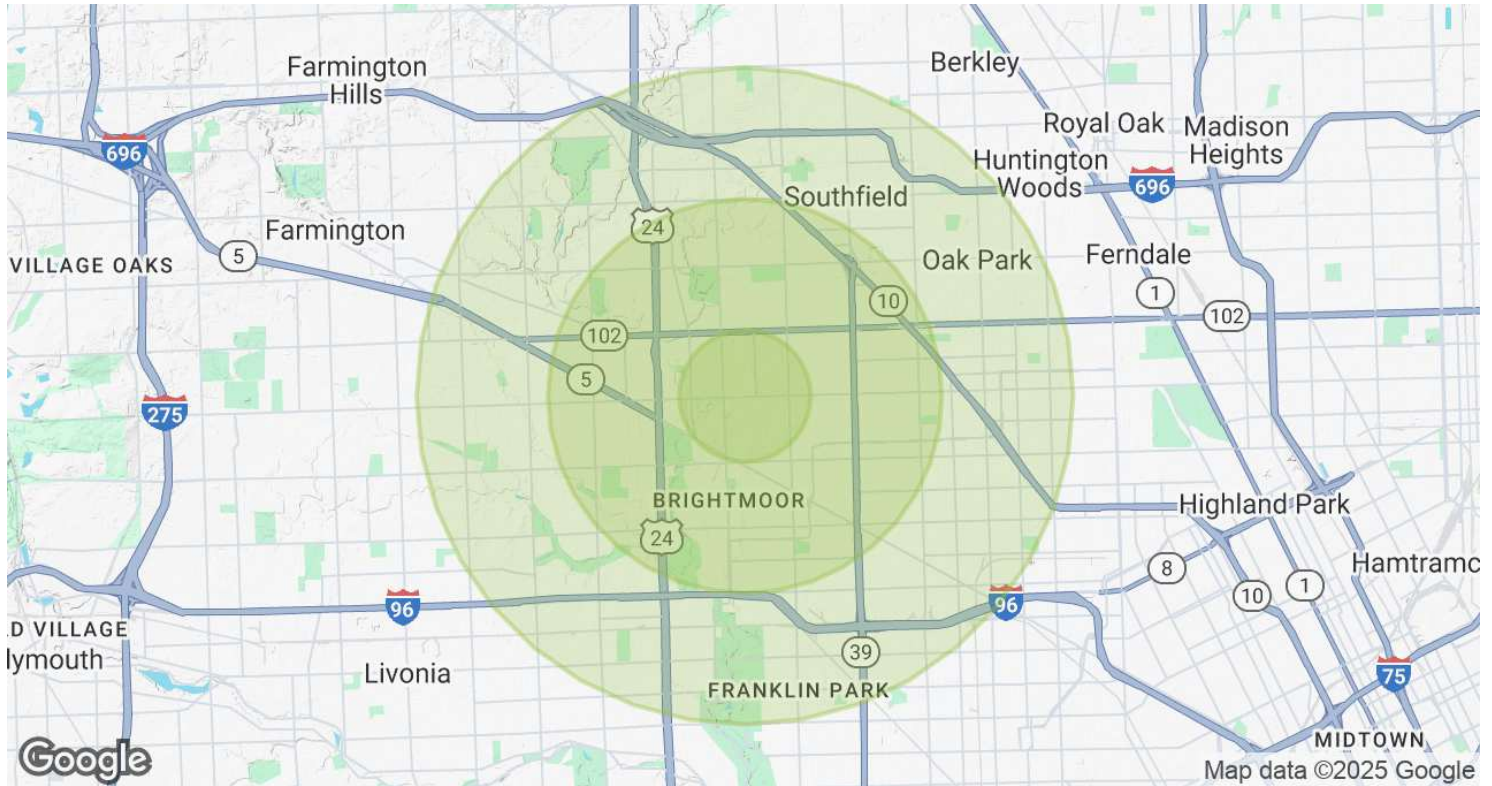 Berkley
Farmington
Hills
Royal Oak
Madison
Heights
696
Huntington
Woods
696
Southfield
24
Farmington
5
VILLAGE OAKS
Oak Park
Ferndale
10
1
102
102
5
275
BRIGHTMOOR
Highland Park
24
8
Hamtramc
96
96
10
1
LD VILLAGE
lymouth
39
Livonia
75
FRANKLIN PARK
MIDTOWN
Google
Map data ©2025 Google